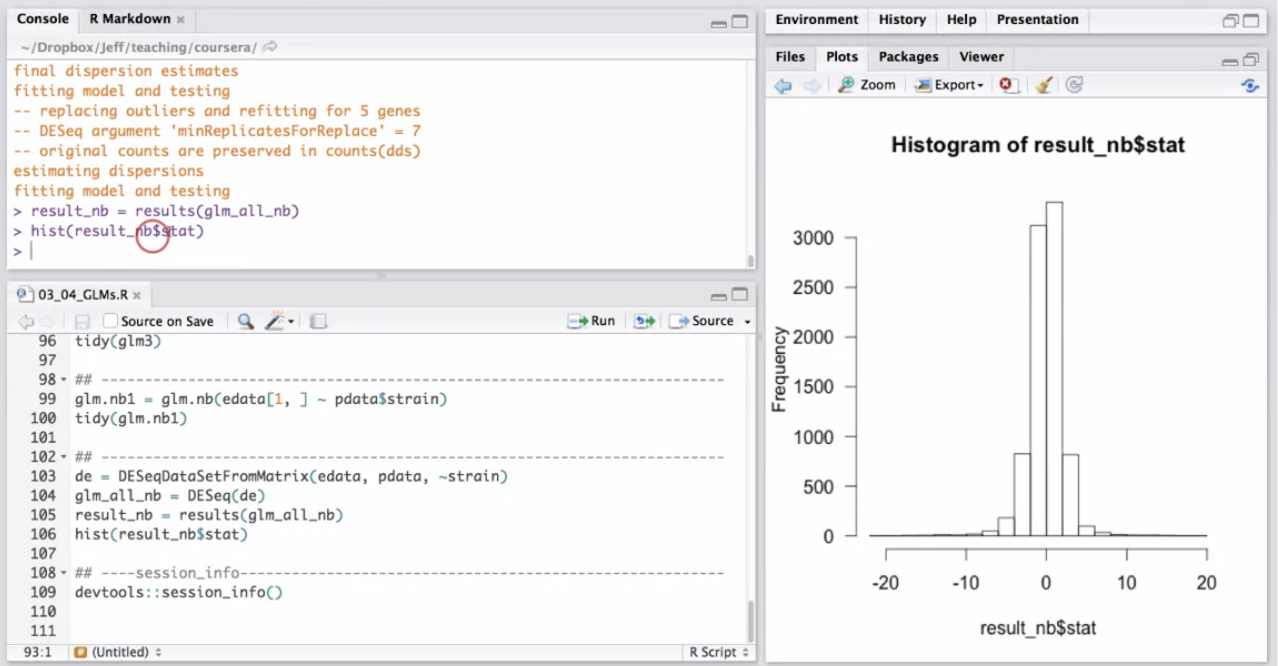 Console R Markdown ×
~/Dropbox/Jeff/teaching/coursera/
final dispersion estimates
fitting model and testing
-- replacing outliers and refitting for 5 genes
-- DESeq argument 'minReplicatesForReplace' = 7
-- original counts are preserved in counts(dds)
estimating dispersions
fitting model and testing
> result_nb = results(glm_all_nb)
> hist(result_nb$stat)
>
03_04_GLMs.R ×
Source on Save Run Source
96 tidy(glm3)
97
98 ## ------------------------------------------------------------------------
99 glm.nb1 = glm.nb(edata[1, ] ~ pdata$strain)
100 tidy(glm.nb1)
101
102 ## ------------------------------------------------------------------------
103 de = DESeqDataSetFromMatrix(edata, pdata, ~strain)
104 glm_all_nb = DESeq(de)
105 result_nb = results(glm_all_nb)
106 hist(result_nb$stat)
107
108 ## ----session_info--------------------------------------------------------
109 devtools::session_info()
110
111
93:1 (Untitled) R Script
Environment History Help Presentation
Files Plots Packages Viewer
Zoom Export
Histogram of result_nb$stat
Frequency
3000
2500
2000
1500
1000
500
0
-20 -10 0 10 20
result_nb$stat